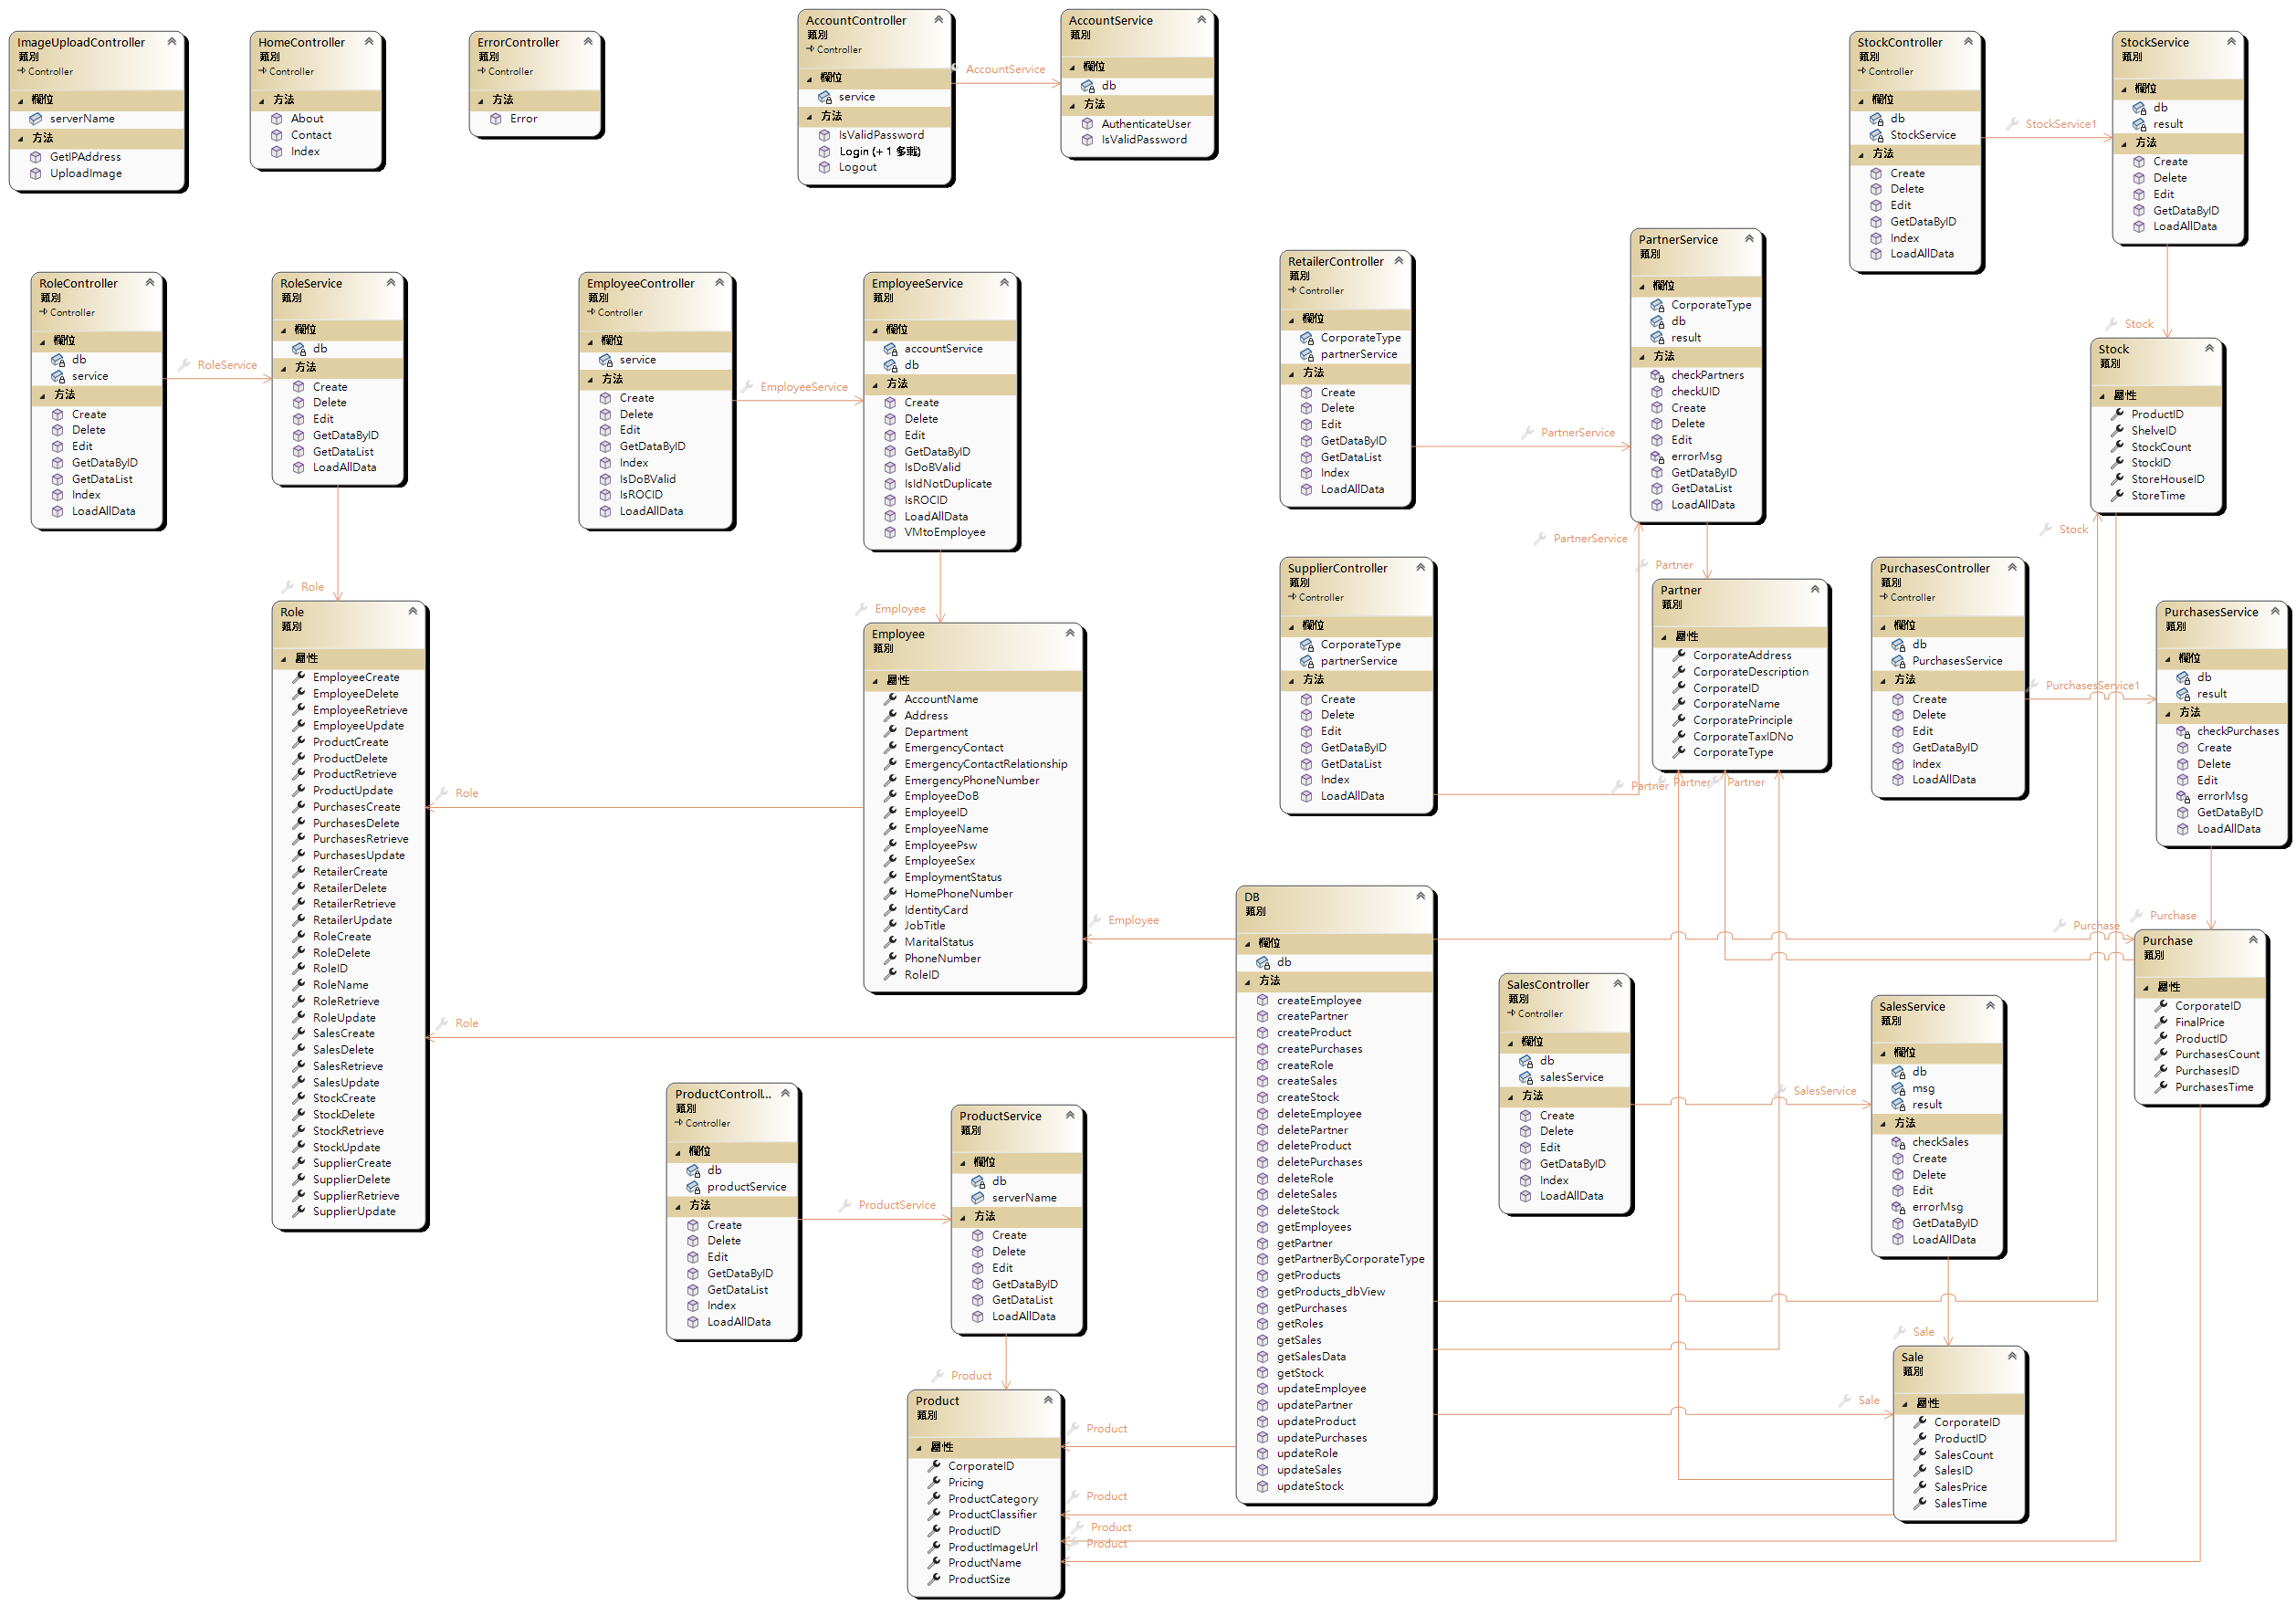 ImageUploadController
類別
Controller
欄位
serverName
方法
GetIPAddress
UploadImage
HomeController
類別
Controller
方法
About
Contact
Index
ErrorController
類別
Controller
方法
Error
AccountController
類別
Controller
欄位
service
方法
IsValidPassword
Login (+ 1 多載)
Logout
AccountService
AccountService
類別
欄位
db
方法
AuthenticateUser
IsValidPassword
StockController
類別
Controller
欄位
db
StockService
方法
Create
Delete
Edit
GetDataByID
Index
LoadAllData
StockService1
StockService
類別
欄位
db
result
方法
Create
Delete
Edit
GetDataByID
LoadAllData
RoleController
類別
Controller
欄位
db
service
方法
Create
Delete
Edit
GetDataByID
GetDataList
Index
LoadAllData
RoleService
RoleService
類別
欄位
db
方法
Create
Delete
Edit
GetDataByID
GetDataList
LoadAllData
EmployeeController
類別
Controller
欄位
service
方法
Create
Delete
Edit
GetDataByID
Index
IsDoBValid
IsROCID
LoadAllData
EmployeeService
EmployeeService
類別
欄位
accountService
db
方法
Create
Delete
Edit
GetDataByID
IsDoBValid
IsIdNotDuplicate
IsROCID
LoadAllData
VMtoEmployee
RetailerController
類別
Controller
欄位
CorporateType
partnerService
方法
Create
Delete
Edit
GetDataByID
GetDataList
Index
LoadAllData
PartnerService
PartnerService
類別
欄位
CorporateType
db
result
方法
checkPartners
checkUID
Create
Delete
Edit
errorMsg
GetDataByID
GetDataList
LoadAllData
Stock
Stock
類別
屬性
ProductID
ShelveID
StockCount
StockID
StoreHouseID
StoreTime
Stock
PartnerService
SupplierController
類別
Controller
欄位
CorporateType
partnerService
方法
Create
Delete
Edit
GetDataByID
GetDataList
Index
LoadAllData
Partner
Partner
類別
屬性
CorporateAddress
CorporateDescription
CorporateID
CorporateName
CorporatePrinciple
CorporateTaxIDNo
CorporateType
Partner
Partner
Partner
PurchasesController
類別
Controller
欄位
db
PurchasesService
方法
Create
Delete
Edit
GetDataByID
Index
LoadAllData
PurchasesService1
PurchasesService
類別
欄位
db
result
方法
checkPurchases
Create
Delete
Edit
errorMsg
GetDataByID
LoadAllData
Role
Role
類別
屬性
EmployeeCreate
EmployeeDelete
EmployeeRetrieve
EmployeeUpdate
ProductCreate
ProductDelete
ProductRetrieve
ProductUpdate
PurchasesCreate
PurchasesDelete
PurchasesRetrieve
PurchasesUpdate
RetailerCreate
RetailerDelete
RetailerRetrieve
RetailerUpdate
RoleCreate
RoleDelete
RoleID
RoleName
RoleRetrieve
RoleUpdate
SalesCreate
SalesDelete
SalesRetrieve
SalesUpdate
StockCreate
StockDelete
StockRetrieve
StockUpdate
SupplierCreate
SupplierDelete
SupplierRetrieve
SupplierUpdate
Role
Role
Employee
Employee
類別
屬性
AccountName
Address
Department
EmergencyContact
EmergencyContactRelationship
EmergencyPhoneNumber
EmployeeDoB
EmployeeID
EmployeeName
EmployeePsw
EmployeeSex
EmploymentStatus
HomePhoneNumber
IdentityCard
JobTitle
MaritalStatus
PhoneNumber
RoleID
Employee
DB
類別
欄位
db
方法
createEmployee
createPartner
createProduct
createPurchases
createRole
createSales
createStock
deleteEmployee
deletePartner
deleteProduct
deletePurchases
deleteRole
deleteSales
deleteStock
getEmployees
getPartner
getPartnerByCorporateType
getProducts
getProducts_dbView
getPurchases
getRoles
getSales
getSalesData
getStock
updateEmployee
updatePartner
updateProduct
updatePurchases
updateRole
updateSales
updateStock
Purchase
Purchase
Purchase
類別
屬性
CorporateID
FinalPrice
ProductID
PurchasesCount
PurchasesID
PurchasesTime
SalesController
類別
Controller
欄位
db
salesService
方法
Create
Delete
Edit
GetDataByID
Index
LoadAllData
SalesService
SalesService
類別
欄位
db
msg
result
方法
checkSales
Create
Delete
Edit
errorMsg
GetDataByID
LoadAllData
ProductControll...
類別
Controller
欄位
db
productService
方法
Create
Delete
Edit
GetDataByID
GetDataList
Index
LoadAllData
ProductService
ProductService
類別
欄位
db
serverName
方法
Create
Delete
Edit
GetDataByID
GetDataList
LoadAllData
Product
Product
類別
屬性
CorporateID
Pricing
ProductCategory
ProductClassifier
ProductID
ProductImageUrl
ProductName
ProductSize
Product
Product
Product
Product
Sale
Sale
Sale
類別
屬性
CorporateID
ProductID
SalesCount
SalesID
SalesPrice
SalesTime